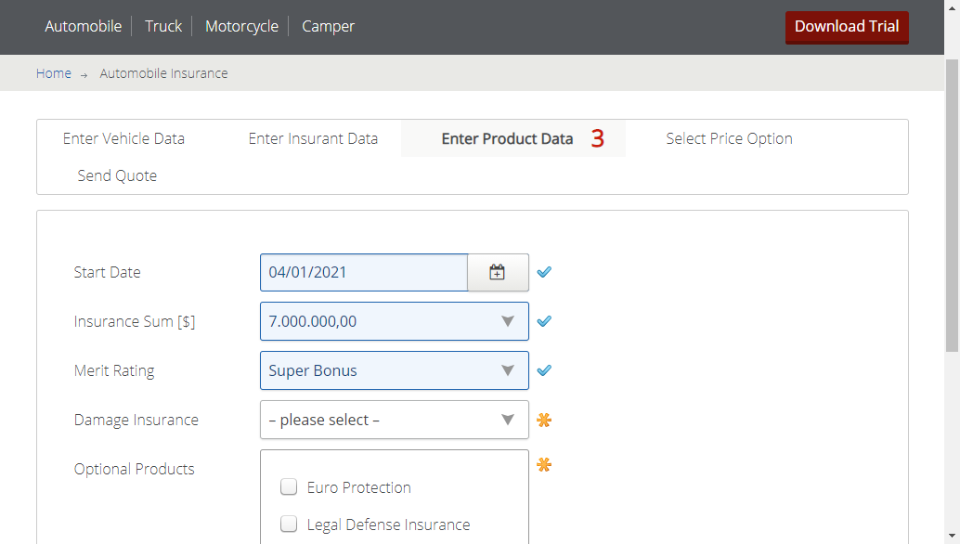 Automobile Truck Motorcycle Camper Download Trial
Home → Automobile Insurance
Enter Vehicle Data Enter Insurant Data Enter Product Data 3 Select Price Option
Send Quote
Start Date 04/01/2021
Insurance Sum [$] 7.000.000,00
Merit Rating Super Bonus
Damage Insurance – please select –
Optional Products
Euro Protection
Legal Defense Insurance